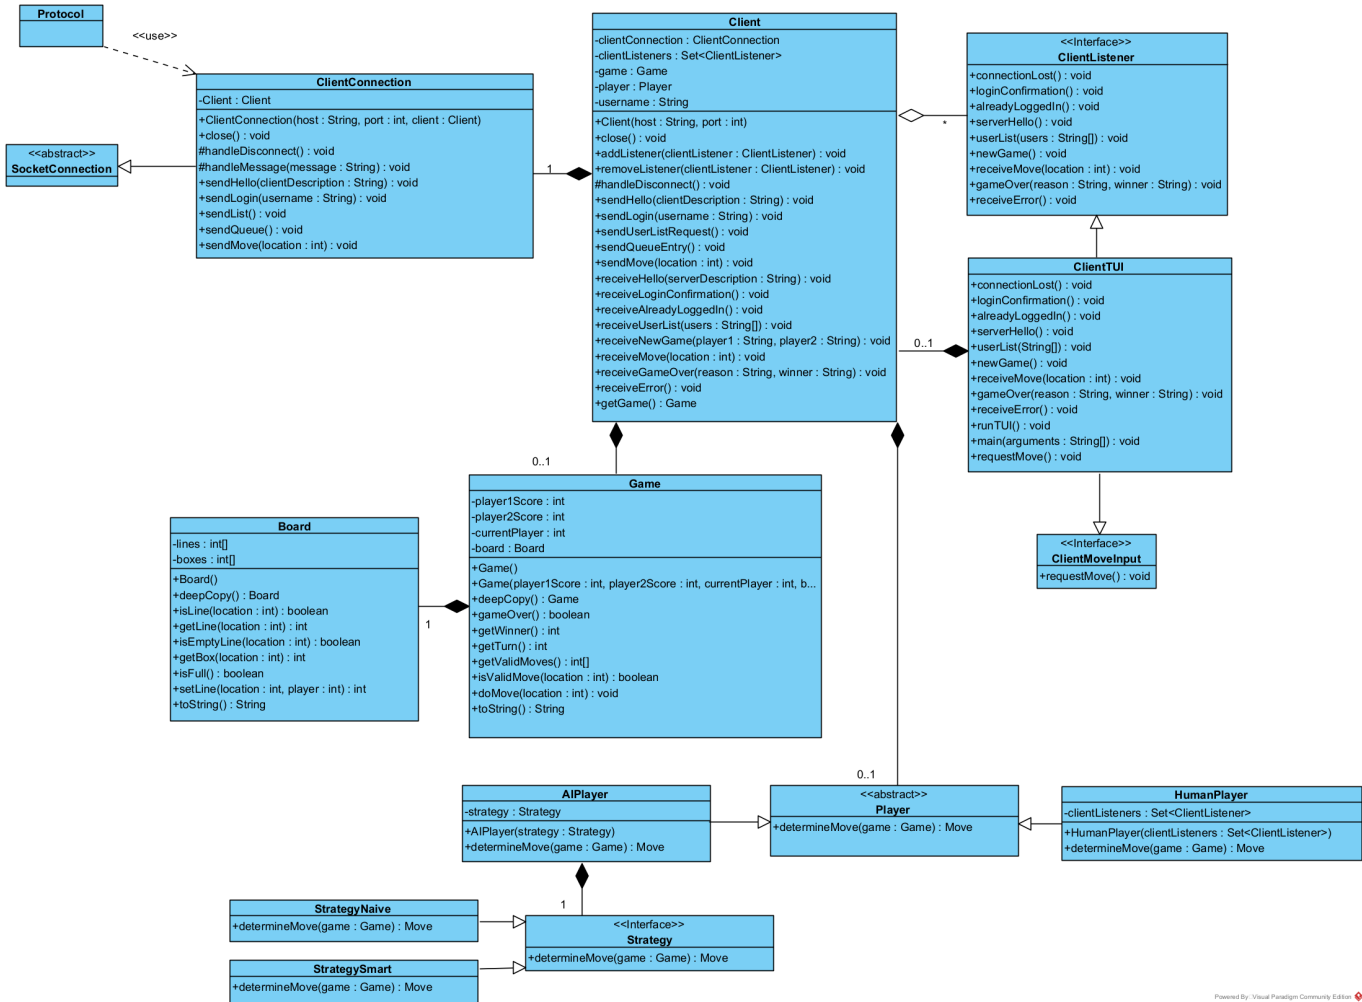 Protocol
<<use>>
ClientConnection
-Client : Client
+ClientConnection(host : String, port : int, client : Client)
+close() : void
#handleDisconnect() : void
#handleMessage(message : String) : void
+sendHello(clientDescription : String) : void
+sendLogin(username : String) : void
+sendList() : void
+sendQueue() : void
+sendMove(location : int) : void
<<abstract>>
SocketConnection
1
Client
-clientConnection : ClientConnection
-clientListeners : Set<ClientListener>
-game : Game
-player : Player
-username : String
+Client(host : String, port : int)
+close() : void
+addListener(clientListener : ClientListener) : void
+removeListener(clientListener : ClientListener) : void
#handleDisconnect() : void
+sendHello(clientDescription : String) : void
+sendLogin(username : String) : void
+sendUserListRequest() : void
+sendQueueEntry() : void
+sendMove(location : int) : void
+receiveHello(serverDescription : String) : void
+receiveLoginConfirmation() : void
+receiveAlreadyLoggedIn() : void
+receiveUserList(users : String[]) : void
+receiveNewGame(player1 : String, player2 : String) : void
+receiveMove(location : int) : void
+receiveGameOver(reason : String, winner : String) : void
+receiveError() : void
+getGame() : Game
*
<<Interface>>
ClientListener
+connectionLost() : void
+loginConfirmation() : void
+alreadyLoggedIn() : void
+serverHello() : void
+userList(users : String[]) : void
+newGame() : void
+receiveMove(location : int) : void
+gameOver(reason : String, winner : String) : void
+receiveError() : void
0..1
ClientTUI
+connectionLost() : void
+loginConfirmation() : void
+alreadyLoggedIn() : void
+serverHello() : void
+userList(String[]) : void
+newGame() : void
+receiveMove(location : int) : void
+gameOver(reason : String, winner : String) : void
+receiveError() : void
+runTUI() : void
+main(arguments : String[]) : void
+requestMove() : void
<<Interface>>
ClientMoveInput
+requestMove() : void
0..1
Game
-player1Score : int
-player2Score : int
-currentPlayer : int
-board : Board
+Game()
+Game(player1Score : int, player2Score : int, currentPlayer : int, b...
+deepCopy() : Game
+gameOver() : boolean
+getWinner() : int
+getTurn() : int
+getValidMoves() : int[]
+isValidMove(location : int) : boolean
+doMove(location : int) : void
+toString() : String
Board
-lines : int[]
-boxes : int[]
+Board()
+deepCopy() : Board
+isLine(location : int) : boolean
+getLine(location : int) : int
+isEmptyLine(location : int) : boolean
+getBox(location : int) : int
+isFull() : boolean
+setLine(location : int, player : int) : int
+toString() : String
1
0..1
AIPlayer
-strategy : Strategy
+AIPlayer(strategy : Strategy)
+determineMove(game : Game) : Move
<<abstract>>
Player
+determineMove(game : Game) : Move
HumanPlayer
-clientListeners : Set<ClientListener>
+HumanPlayer(clientListeners : Set<ClientListener>)
+determineMove(game : Game) : Move
1
StrategyNaive
+determineMove(game : Game) : Move
<<Interface>>
Strategy
+determineMove(game : Game) : Move
StrategySmart
+determineMove(game : Game) : Move
Powered By: Visual Paradigm Community Edition